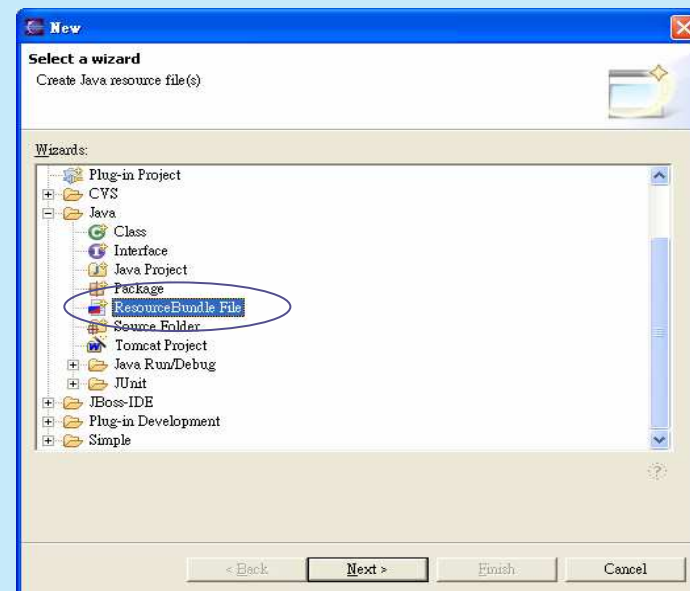 New
Select a wizard
Create Java resource file(s)
Wizards:
Plug-in Project
CVS
Java
Class
Interface
Java Project
Package
ResourceBundle File
Source Folder
Tomcat Project
Java Run/Debug
JUnit
JBoss-IDE
Plug-in Development
Simple
< Back Next > Finish Cancel